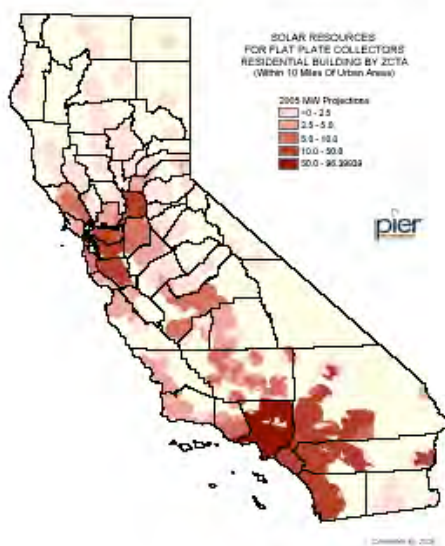 SOLAR RESOURCES
FOR FLAT PLATE COLLECTORS
RESIDENTIAL BUILDING BY ZCTA
(Within 10 Miles Of Urban Areas)
2005 MW Projections
>0 - 2.5
2.5 - 5.0
5.0 - 10.0
10.0 - 50.0
50.0 - 96.39939
pier